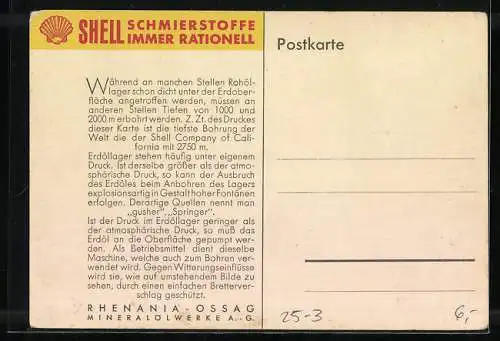 SHELL SCHMIERSTOFFE
IMMER RATIONELL
Postkarte
Während an manchen Stellen Rohöl-
lager schon dicht unter der Erdober-
fläche angetroffen werden, müssen an
anderen Stellen Tiefen von 1000 und
2000 m erbohrt werden. Z. Zt. des Druckes
dieser Karte ist die tiefste Bohrung der
Welt die der Shell Company of Cali-
fornia mit 2750 m.
Erdöllager stehen häufig unter eigenem
Druck. Ist derselbe größer als der atmo-
sphärische Druck, so kann der Ausbruch
des Erdöles beim Anbohren des Lagers
explosionsartig in Gestalt hoher Fontänen
erfolgen. Derartige Quellen nennt man
„gusher", „Springer".
Ist der Druck im Erdöllager geringer als
der atmosphärische Druck, so muß das
Erdöl an die Oberfläche gepumpt wer-
den. Als Betriebsmittel dient dieselbe
Maschine, welche auch zum Bohren ver-
wendet wird. Gegen Witterungseinflüsse
wird sie, wie auf umstehendem Bilde zu
sehen, durch einen einfachen Bretterver-
schlag geschützt.
RHENANIA-OSSAG
MINERALÖLWERKE A.-G.
25-3
6,-